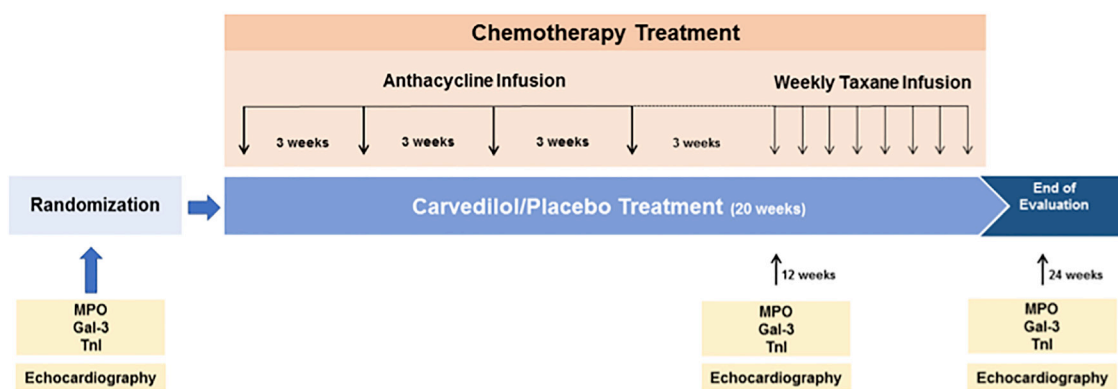 Chemotherapy Treatment
Anthacycline Infusion
Weekly Taxane Infusion
3 weeks
3 weeks
3 weeks
3 weeks
Randomization
Carvedilol/Placebo Treatment (20 weeks)
End of
Evaluation
12 weeks
24 weeks
MPO
Gal-3
TnI
Echocardiography
MPO
Gal-3
TnI
Echocardiography
MPO
Gal-3
TnI
Echocardiography